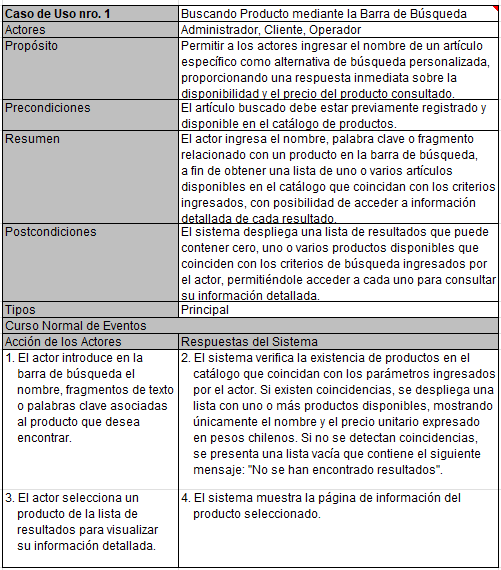 Caso de Uso nro. 1 Buscando Producto mediante la Barra de Búsqueda
Actores Administrador, Cliente, Operador
Propósito Permitir a los actores ingresar el nombre de un artículo
específico como alternativa de búsqueda personalizada,
proporcionando una respuesta inmediata sobre la
disponibilidad y el precio del producto consultado.
Precondiciones El artículo buscado debe estar previamente registrado y
disponible en el catálogo de productos.
Resumen El actor ingresa el nombre, palabra clave o fragmento
relacionado con un producto en la barra de búsqueda,
a fin de obtener una lista de uno o varios artículos
disponibles en el catálogo que coincidan con los criterios
ingresados, con posibilidad de acceder a información
detallada de cada resultado.
Postcondiciones El sistema despliega una lista de resultados que puede
contener cero, uno o varios productos disponibles que
coinciden con los criterios de búsqueda ingresados por
el actor, permitiéndole acceder a cada uno para consultar
su información detallada.
Tipos Principal
Curso Normal de Eventos
Acción de los Actores Respuestas del Sistema
1. El actor introduce en la
barra de búsqueda el
nombre, fragmentos de texto
o palabras clave asociadas
al producto que desea
encontrar.
2. El sistema verifica la existencia de productos en el
catálogo que coincidan con los parámetros ingresados
por el actor. Si existen coincidencias, se despliega una
lista con uno o más productos disponibles, mostrando
únicamente el nombre y el precio unitario expresado
en pesos chilenos. Si no se detectan coincidencias,
se presenta una lista vacía que contiene el siguiente
mensaje: "No se han encontrado resultados".
3. El actor selecciona un
producto de la lista de
resultados para visualizar
su información detallada.
4. El sistema muestra la página de información del
producto seleccionado.